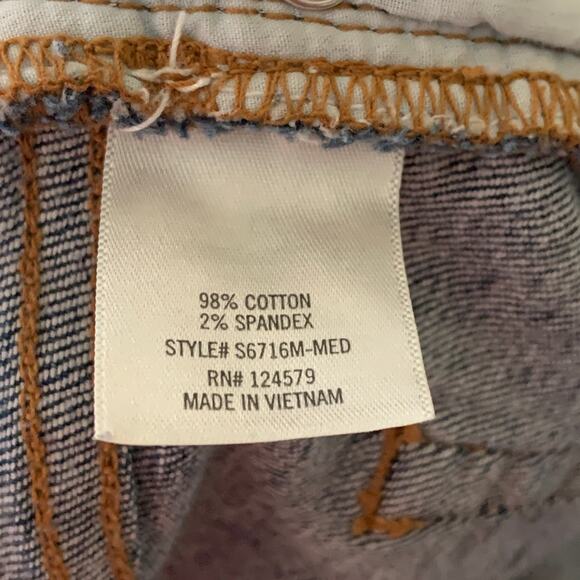 98% COTTON
2% SPANDEX
STYLE# S6716M-MED
RN# 124579
MADE IN VIETNAM